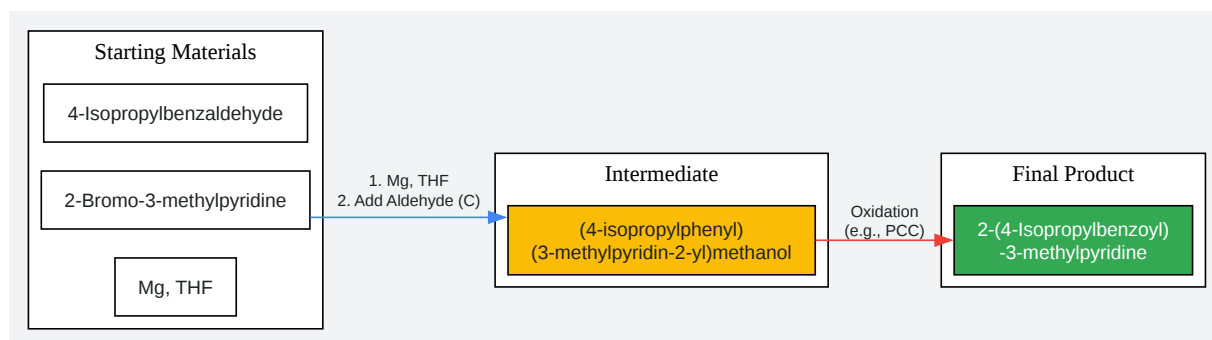 Starting Materials
4-Isopropylbenzaldehyde
2-Bromo-3-methylpyridine
Mg, THF
1. Mg, THF
2. Add Aldehyde (C)
Intermediate
(4-isopropylphenyl)
(3-methylpyridin-2-yl)methanol
Oxidation
(e.g., PCC)
Final Product
2-(4-Isopropylbenzoyl)
-3-methylpyridine